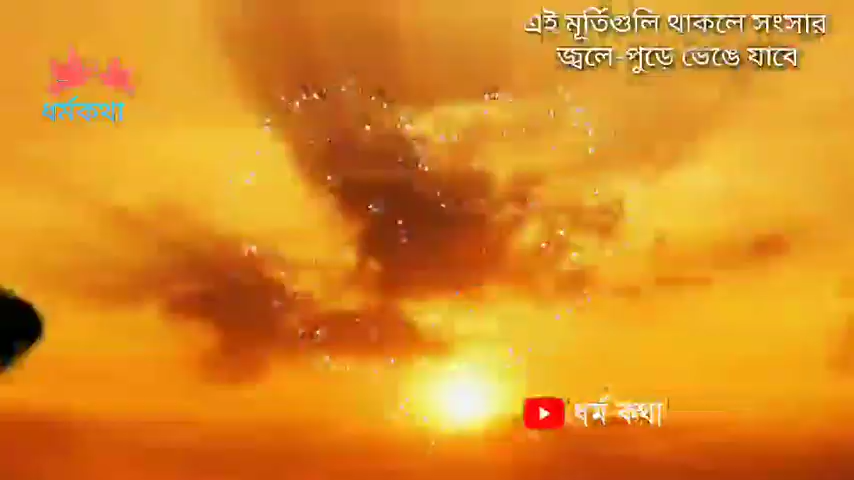 এই মূর্তিগুলি থাকলে সংসার
জ্বলে-পুড়ে ভেঙে যাবে
ধর্মকথা
ধর্ম কথা